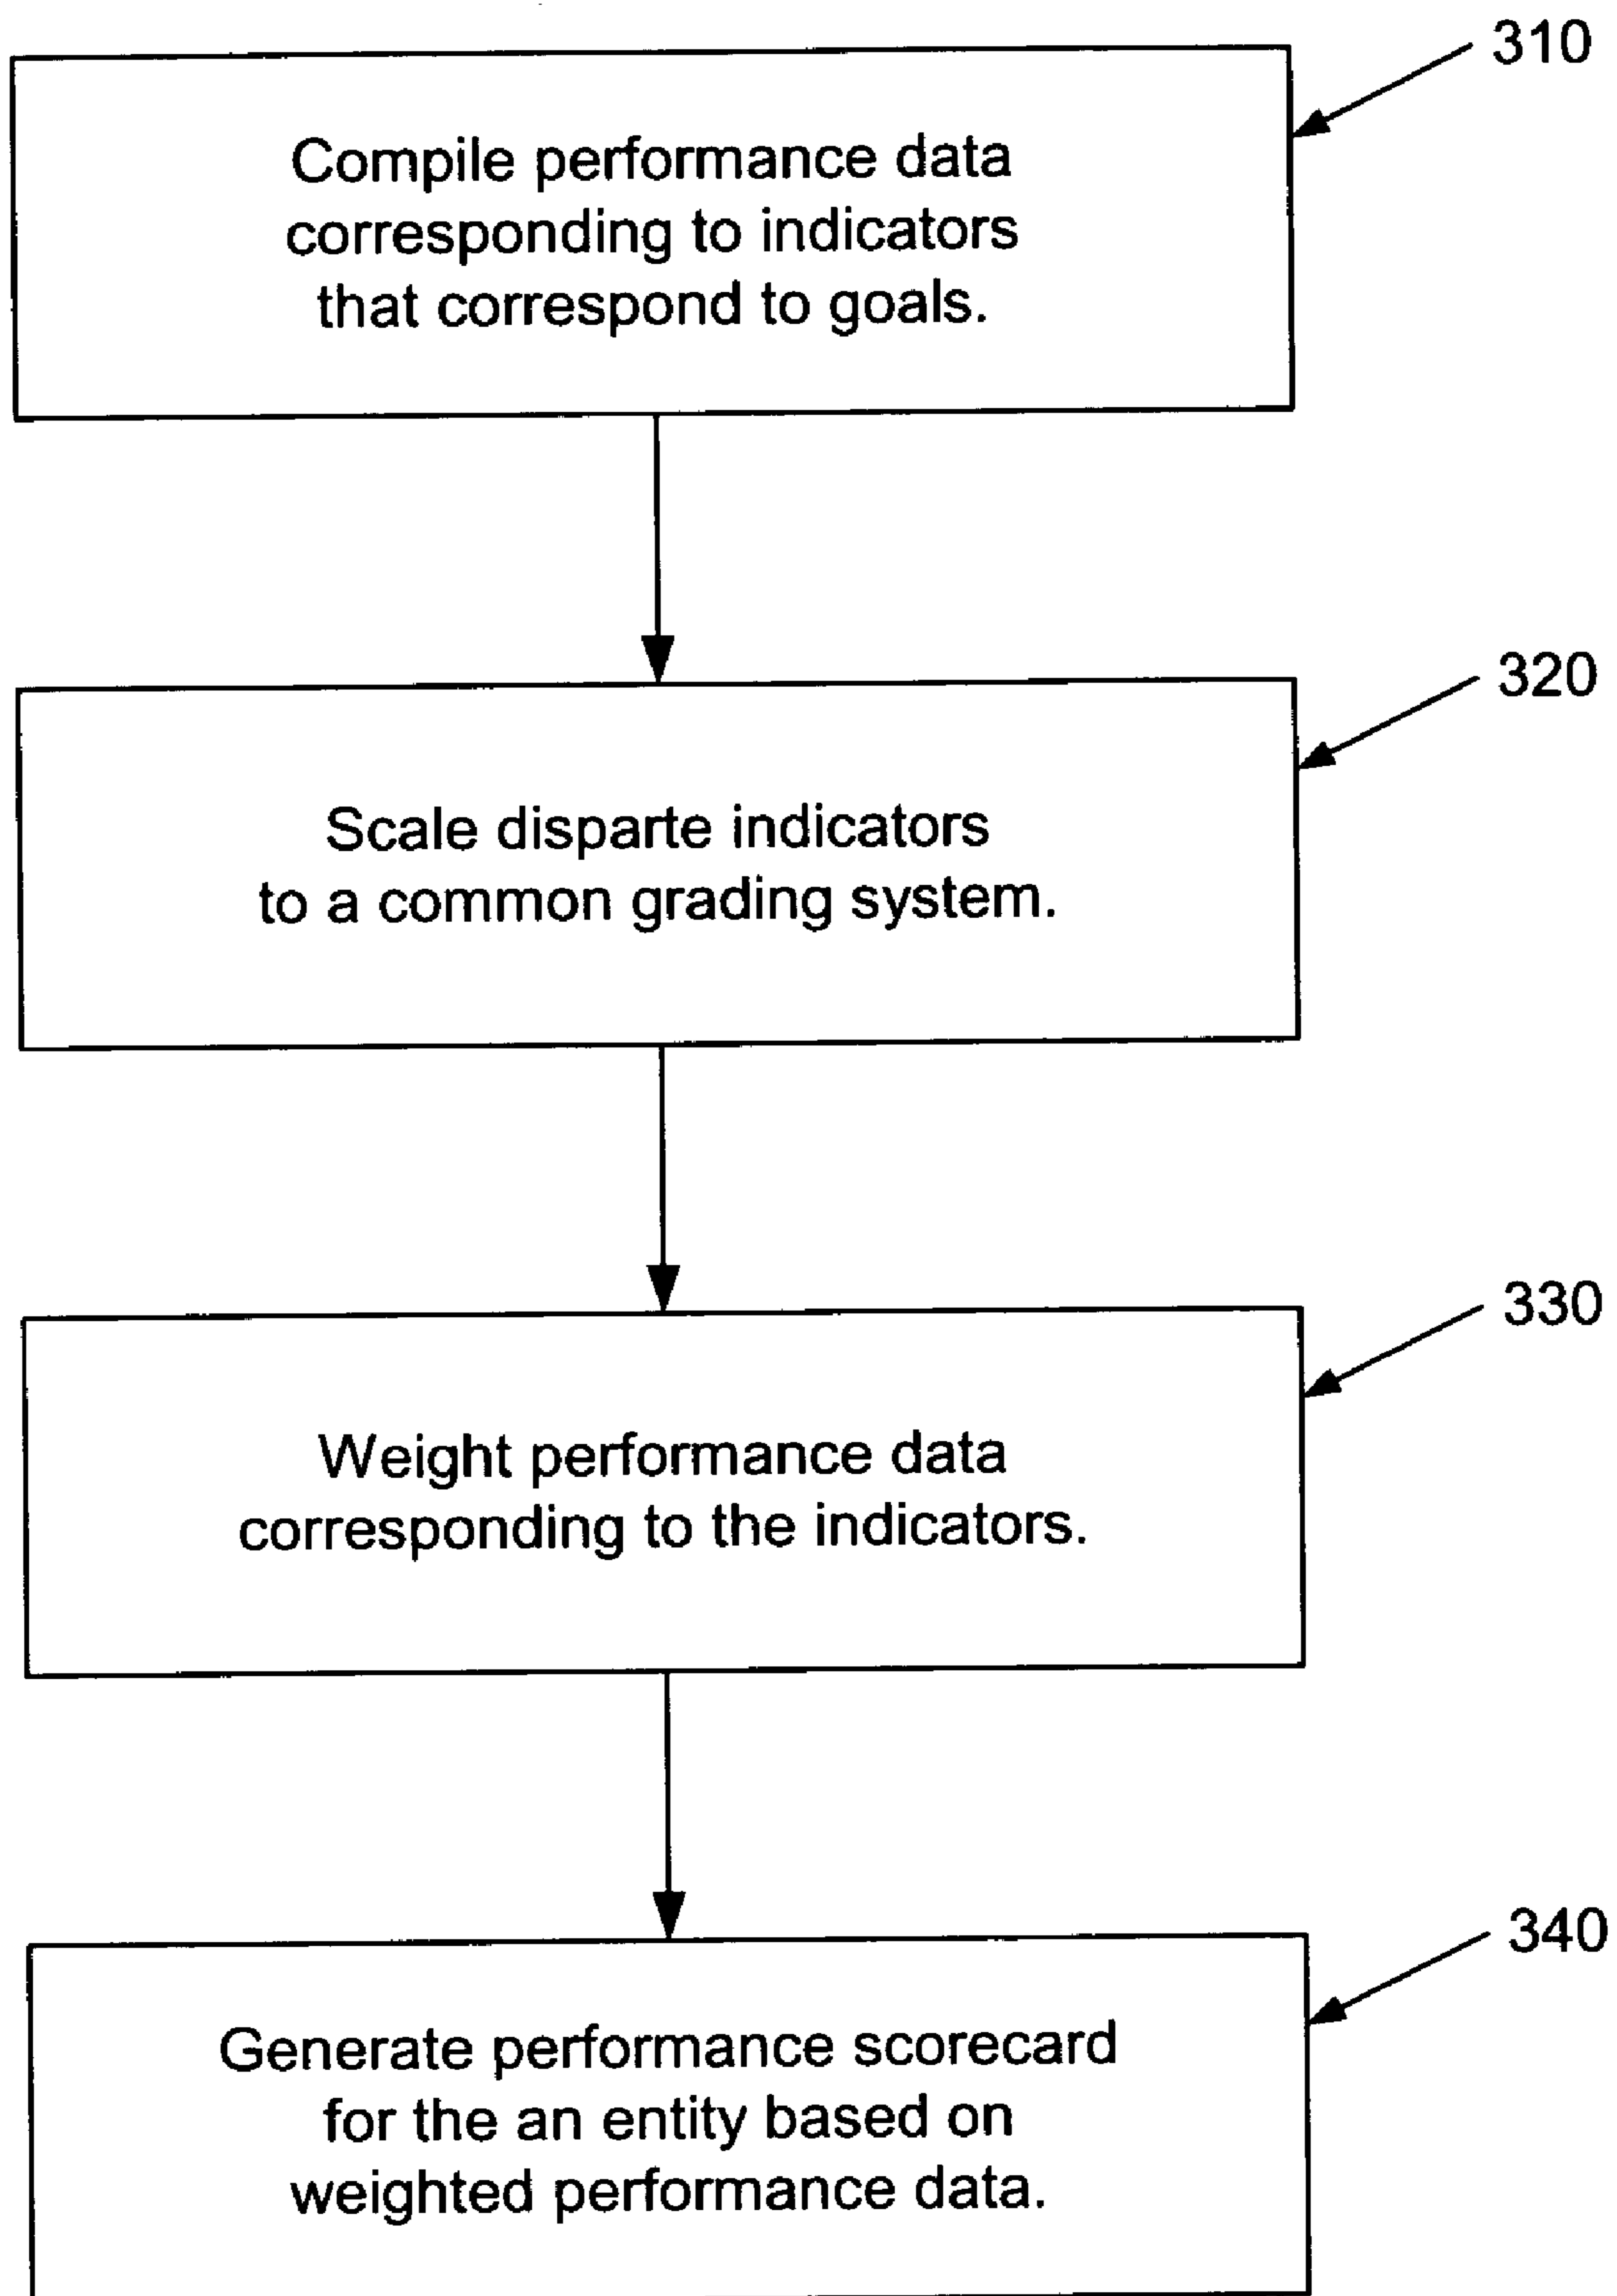 310
Compile performance data
corresponding to indicators
that correspond to goals.
320
Scale disparte indicators
to a common grading system.
330
Weight performance data
corresponding to the indicators.
340
Generate performance scorecard
for the an entity based on
weighted performance data.